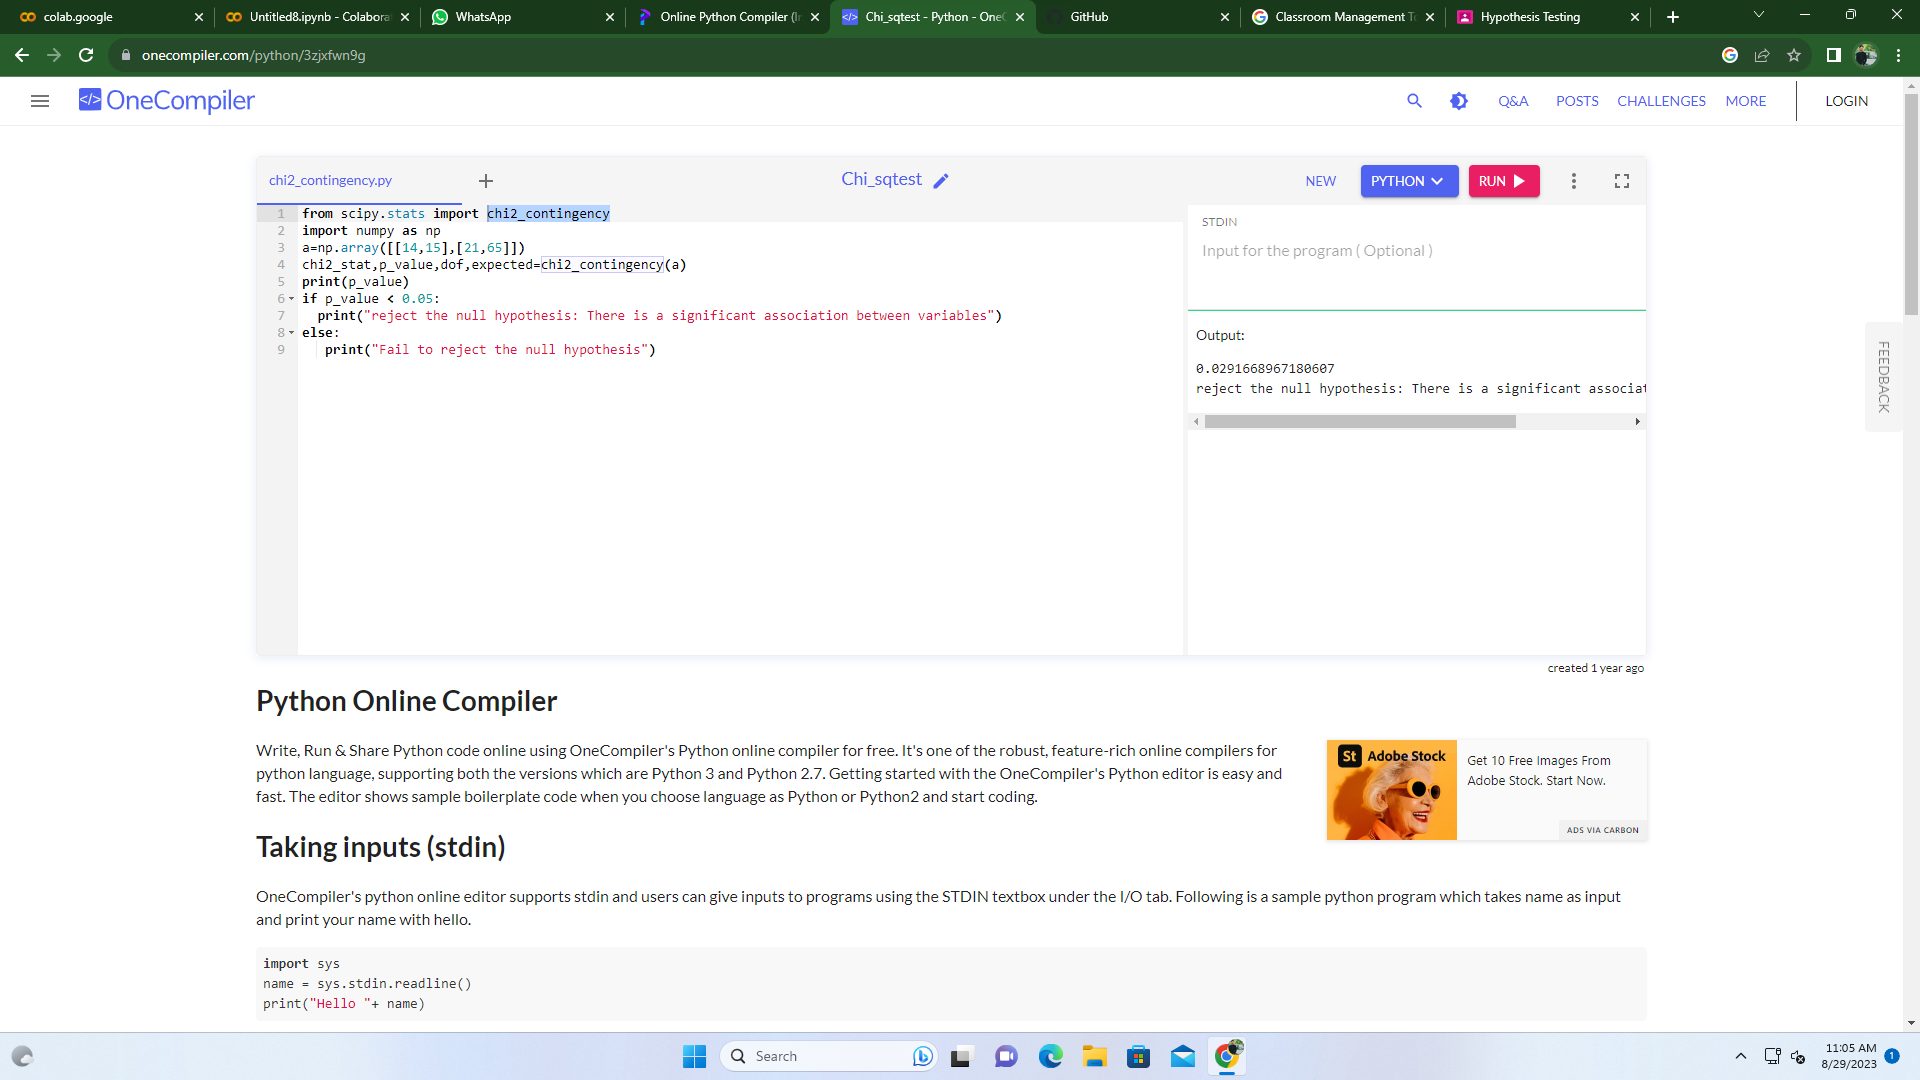 colab.google
Untitled8.ipynb - Colabora
WhatsApp
Online Python Compiler (In
Chi_sqtest - Python - OneC
GitHub
Classroom Management To
Hypothesis Testing
onecompiler.com/python/3zjxfwn9g
</> OneCompiler
Q&A
POSTS
CHALLENGES
MORE
LOGIN
chi2_contingency.py
Chi_sqtest
NEW
PYTHON
RUN
1 from scipy.stats import chi2_contingency
2 import numpy as np
3 a=np.array([[14,15],[21,65]])
4 chi2_stat,p_value,dof,expected=chi2_contingency(a)
5 print(p_value)
6 if p_value < 0.05:
7 print("reject the null hypothesis: There is a significant association between variables")
8 else:
9 print("Fail to reject the null hypothesis")
STDIN
Input for the program ( Optional )
Output:
0.0291668967180607
reject the null hypothesis: There is a significant associat
FEEDBACK
created 1 year ago
Python Online Compiler
Write, Run & Share Python code online using OneCompiler's Python online compiler for free. It's one of the robust, feature-rich online compilers for
python language, supporting both the versions which are Python 3 and Python 2.7. Getting started with the OneCompiler's Python editor is easy and
fast. The editor shows sample boilerplate code when you choose language as Python or Python2 and start coding.
St Adobe Stock
Get 10 Free Images From
Adobe Stock. Start Now.
ADS VIA CARBON
Taking inputs (stdin)
OneCompiler's python online editor supports stdin and users can give inputs to programs using the STDIN textbox under the I/O tab. Following is a sample python program which takes name as input
and print your name with hello.
import sys
name = sys.stdin.readline()
print("Hello "+ name)
Search
11:05 AM
8/29/2023
1